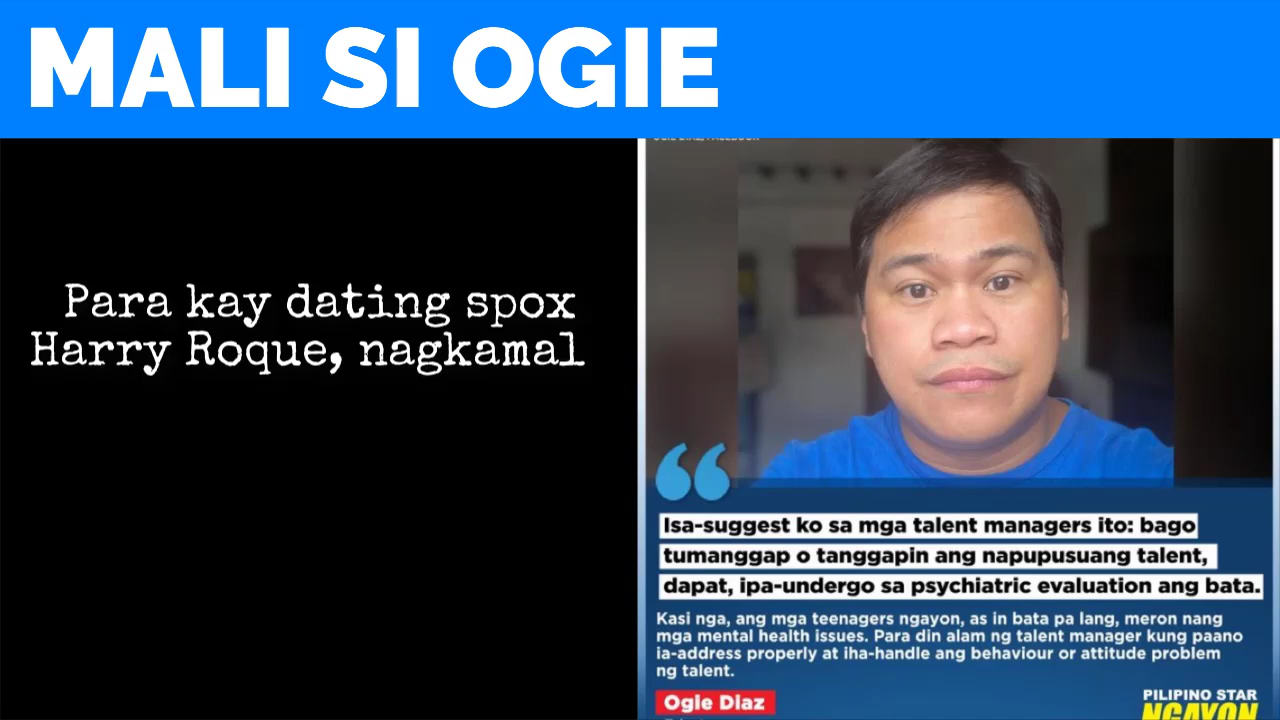 MALI SI OGIE
Para kay dating spox
Harry Roque, nagkamal
Isa-suggest ko sa mga talent managers ito: bago
tumanggap o tanggapin ang napupusuang talent,
dapat, ipa-undergo sa psychiatric evaluation ang bata.
Kasi nga, ang mga teenagers ngayon, as in bata pa lang, meron nang
mga mental health issues. Para din alam ng talent manager kung paano
ia-address properly at iha-handle ang behaviour or attitude problem
ng talent.
Ogie Diaz
PILIPINO STAR
NGAYON